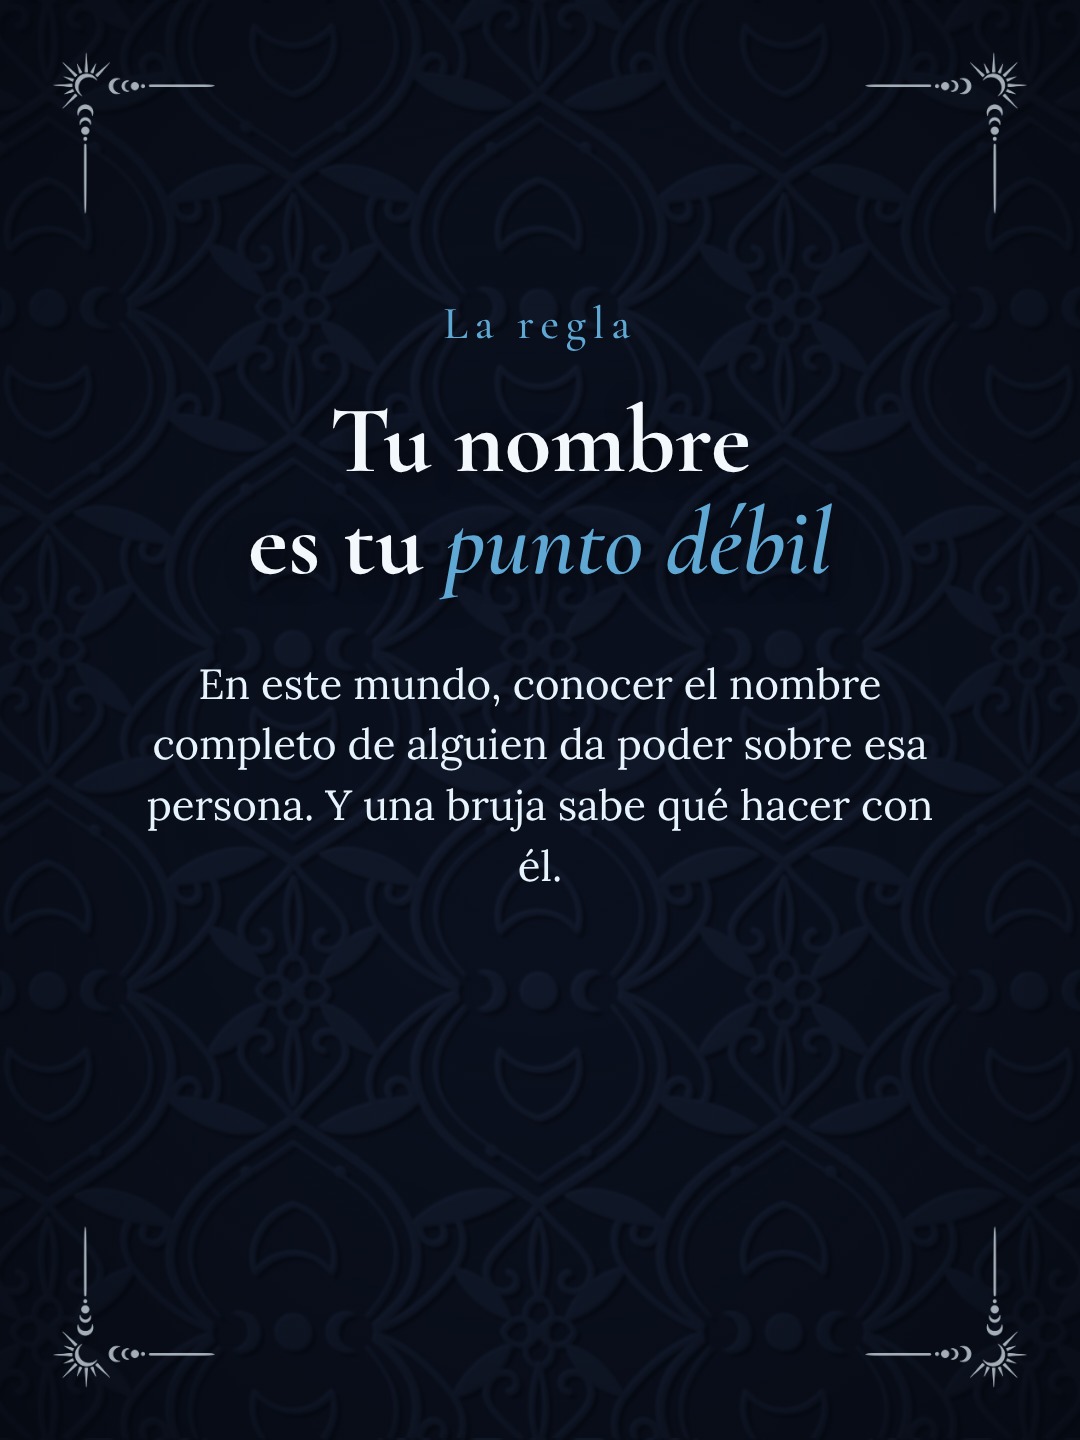 La regla
Tu nombre
es tu punto débil
En este mundo, conocer el nombre
completo de alguien da poder sobre esa
persona. Y una bruja sabe qué hacer con
él.